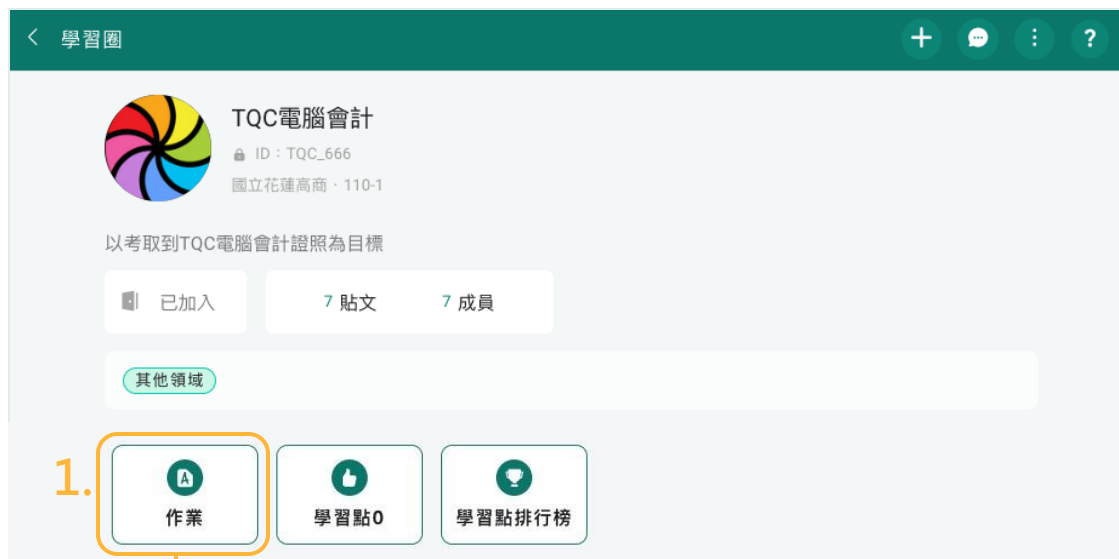 學習圈
?
TQC電腦會計
ID：TQC_666
國立花蓮高商 · 110-1
以考取到TQC電腦會計證照為目標
已加入
7 貼文
7 成員
其他領域
1.
A
作業
學習點0
學習點排行榜